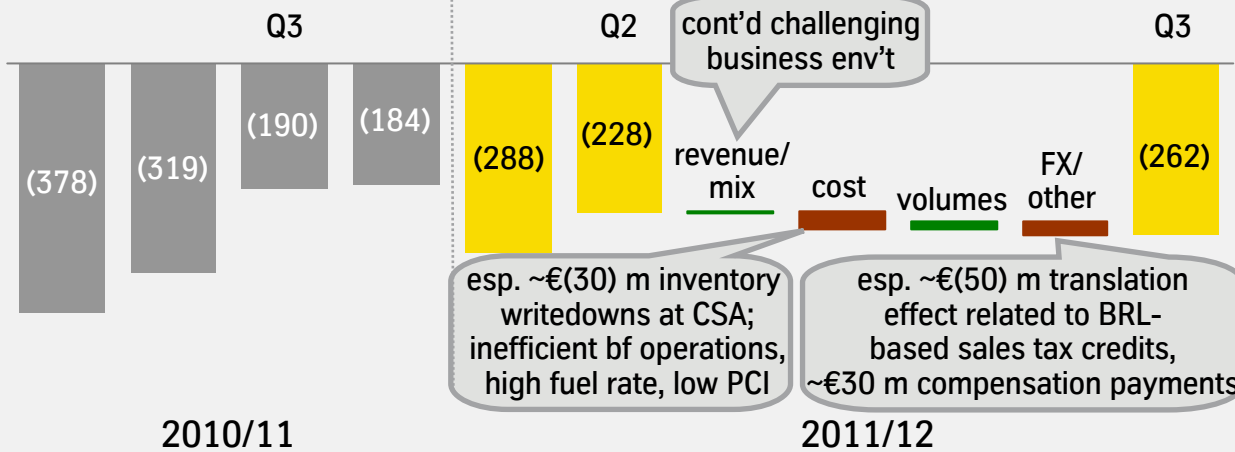 Q3
Q2
cont'd challenging
business env't
Q3
(378)
(319)
(190)
(184)
(288)
(228)
revenue/
mix
cost
volumes
FX/
other
(262)
esp. ~€(30) m inventory
writedowns at CSA;
inefficient bf operations,
high fuel rate, low PCI
esp. ~€(50) m translation
effect related to BRL-
based sales tax credits,
~€30 m compensation payments
2010/11
2011/12